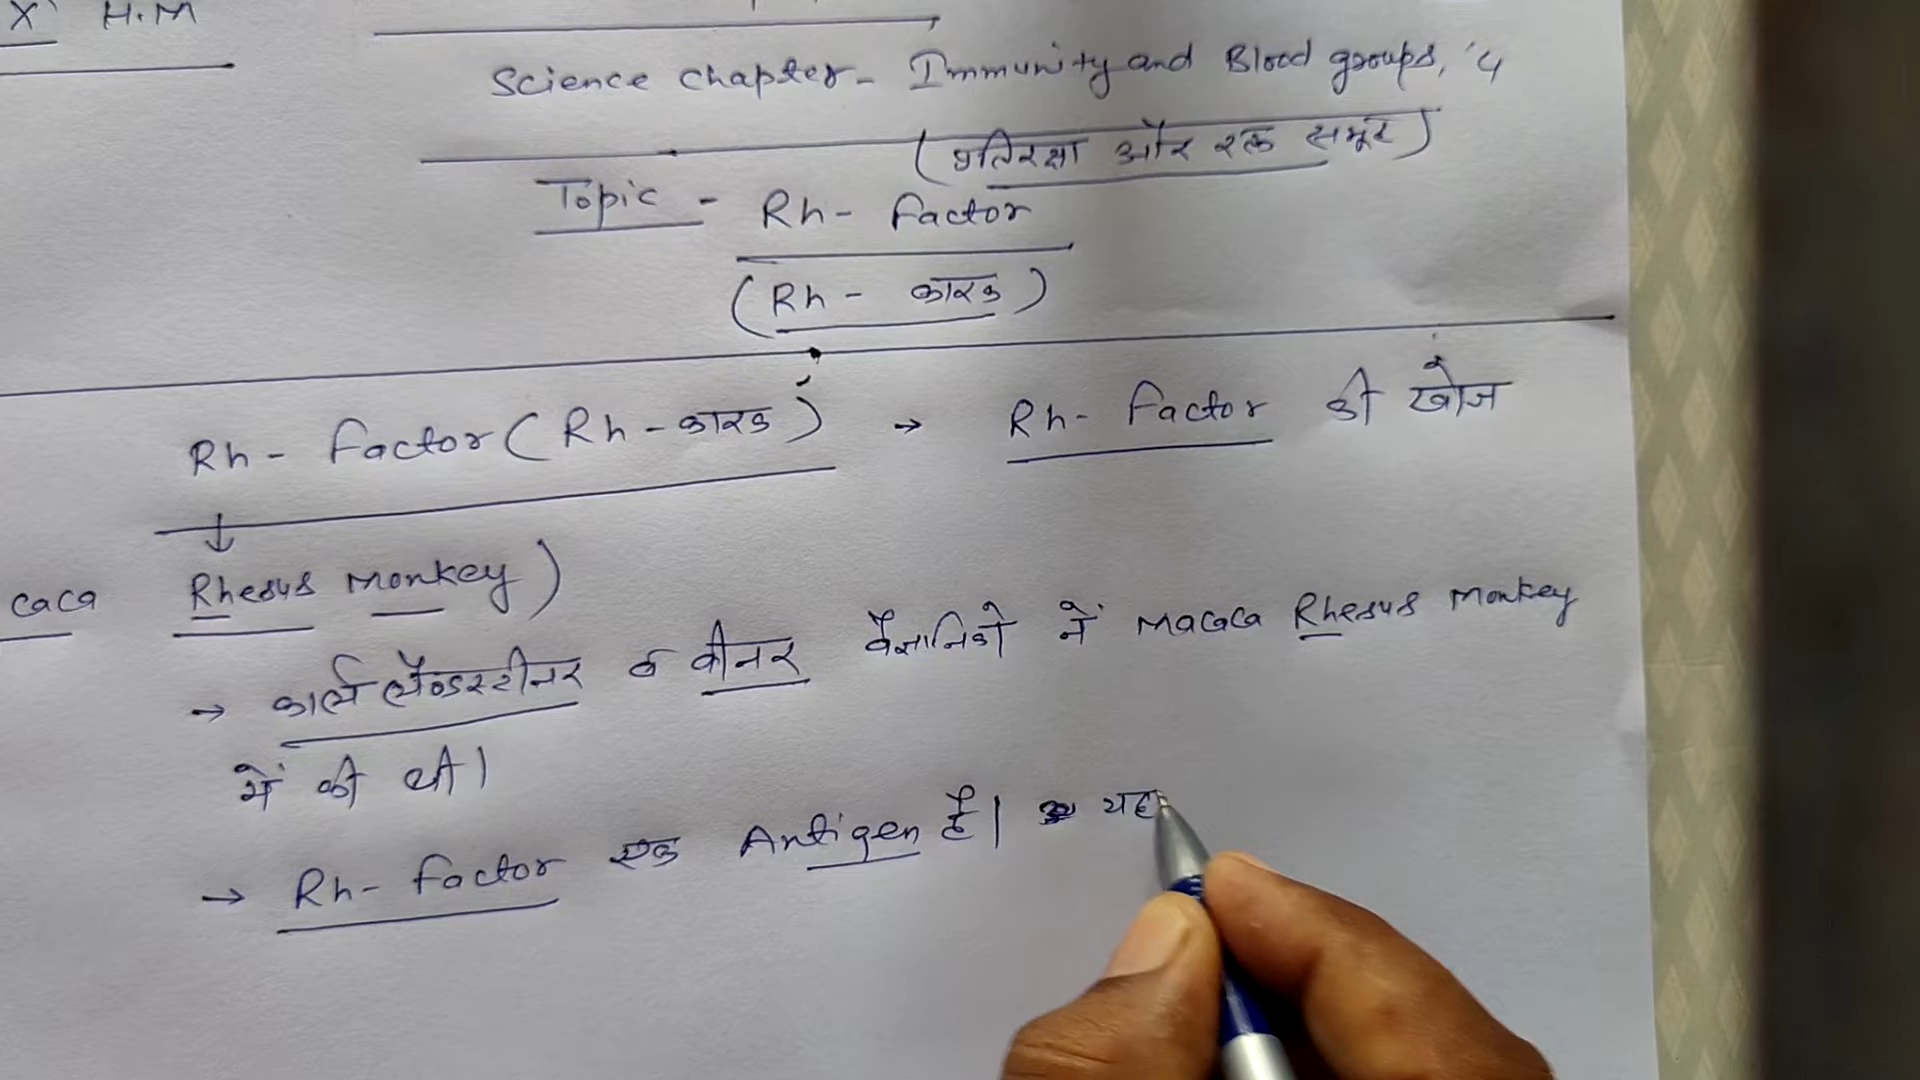 X H.M
Science chapter - Immunity and Blood groups, '4
(प्रतिरक्षा और रक्त समूह)
Topic - Rh- factor
(Rh - कारक)
Rh- factor (Rh-कारक) → Rh- factor की खोज
↓
caca Rhesus Monkey)
→ कार्ल लैण्डस्टीनर व वीनर वैज्ञानिको ने Macaca Rhesus Monkey
में की थी।
→ Rh- factor एक Antigen है। यह